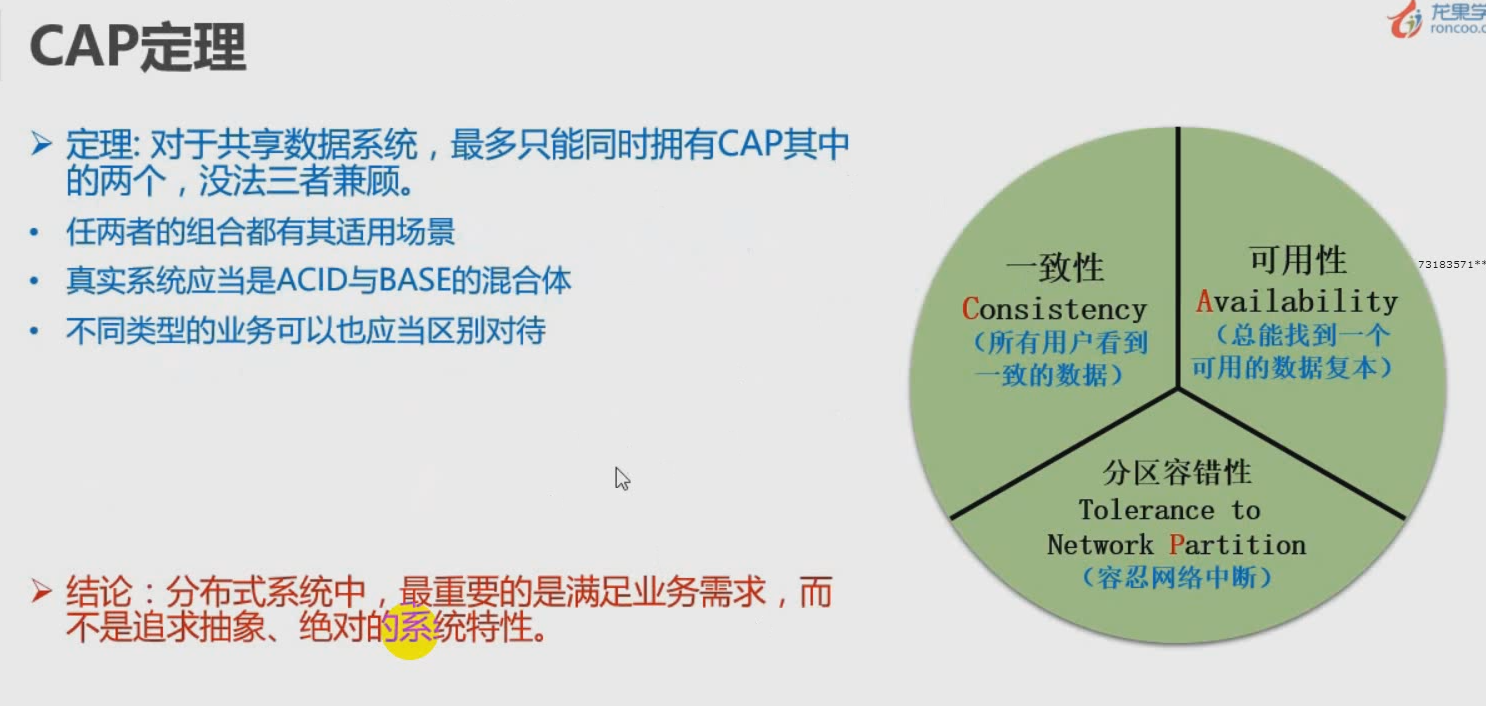 CAP定理
龙果学
roncoo.c
➢ 定理: 对于共享数据系统，最多只能同时拥有CAP其中
的两个，没法三者兼顾。
• 任两者的组合都有其适用场景
• 真实系统应当是ACID与BASE的混合体
• 不同类型的业务可以也应当区别对待
一致性
Consistency
（所有用户看到
一致的数据）
可用性
Availability
（总能找到一个
可用的数据复本）
73183571**
分区容错性
Tolerance to
Network Partition
（容忍网络中断）
➢ 结论：分布式系统中，最重要的是满足业务需求，而
不是追求抽象、绝对的系统特性。